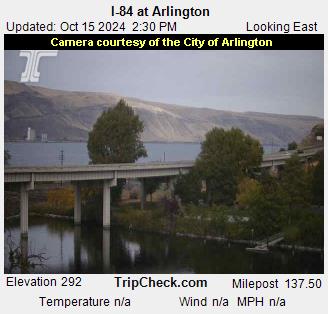 I-84 at Arlington
Updated: Oct 15 2024 2:30 PM Looking East
Camera courtesy of the City of Arlington
Elevation 292 TripCheck.com Milepost 137.50
Temperature n/a Wind n/a MPH n/a